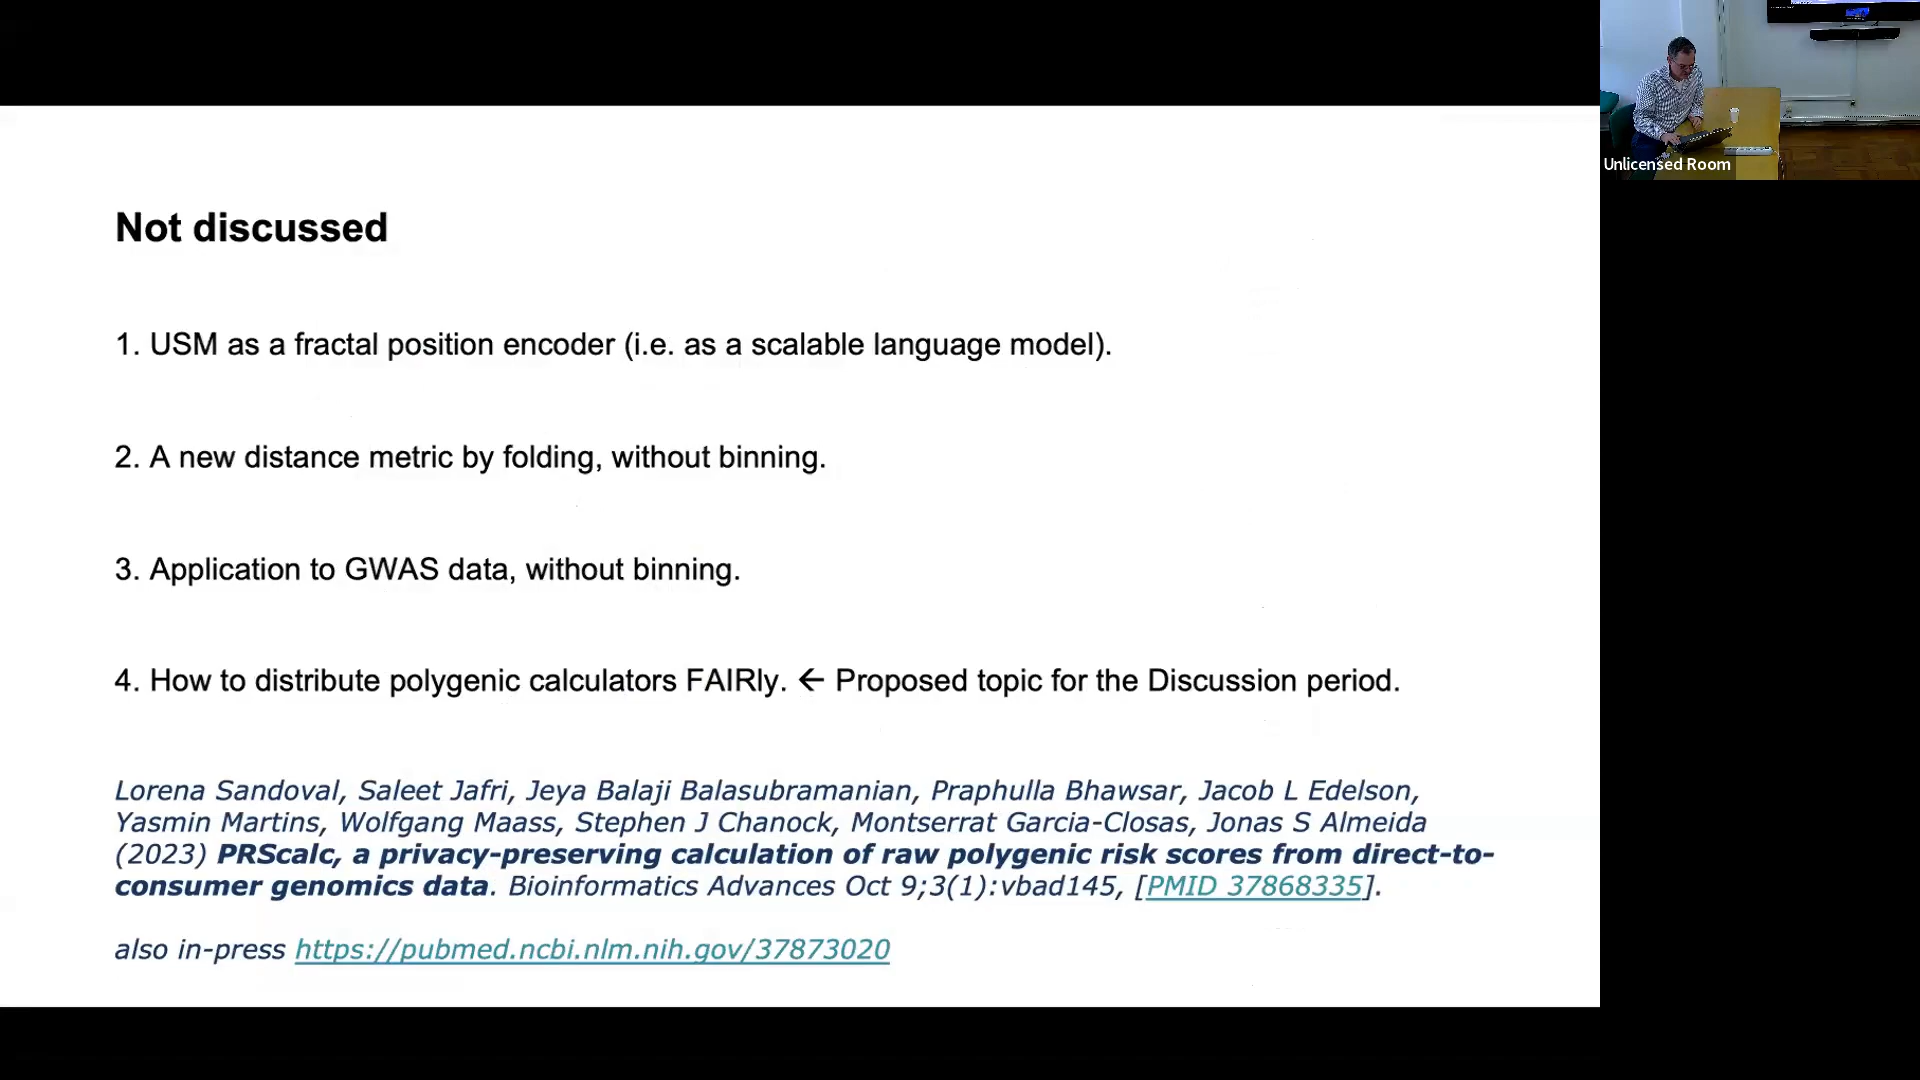 Not discussed
1. USM as a fractal position encoder (i.e. as a scalable language model).
2. A new distance metric by folding, without binning.
3. Application to GWAS data, without binning.
4. How to distribute polygenic calculators FAIRly. ← Proposed topic for the Discussion period.
Lorena Sandoval, Saleet Jafri, Jeya Balaji Balasubramanian, Praphulla Bhawsar, Jacob L Edelson,
Yasmin Martins, Wolfgang Maass, Stephen J Chanock, Montserrat Garcia-Closas, Jonas S Almeida
(2023) PRScalc, a privacy-preserving calculation of raw polygenic risk scores from direct-to-
consumer genomics data. Bioinformatics Advances Oct 9;3(1):vbad145, [PMID 37868335].
also in-press https://pubmed.ncbi.nlm.nih.gov/37873020
Unlicensed Room